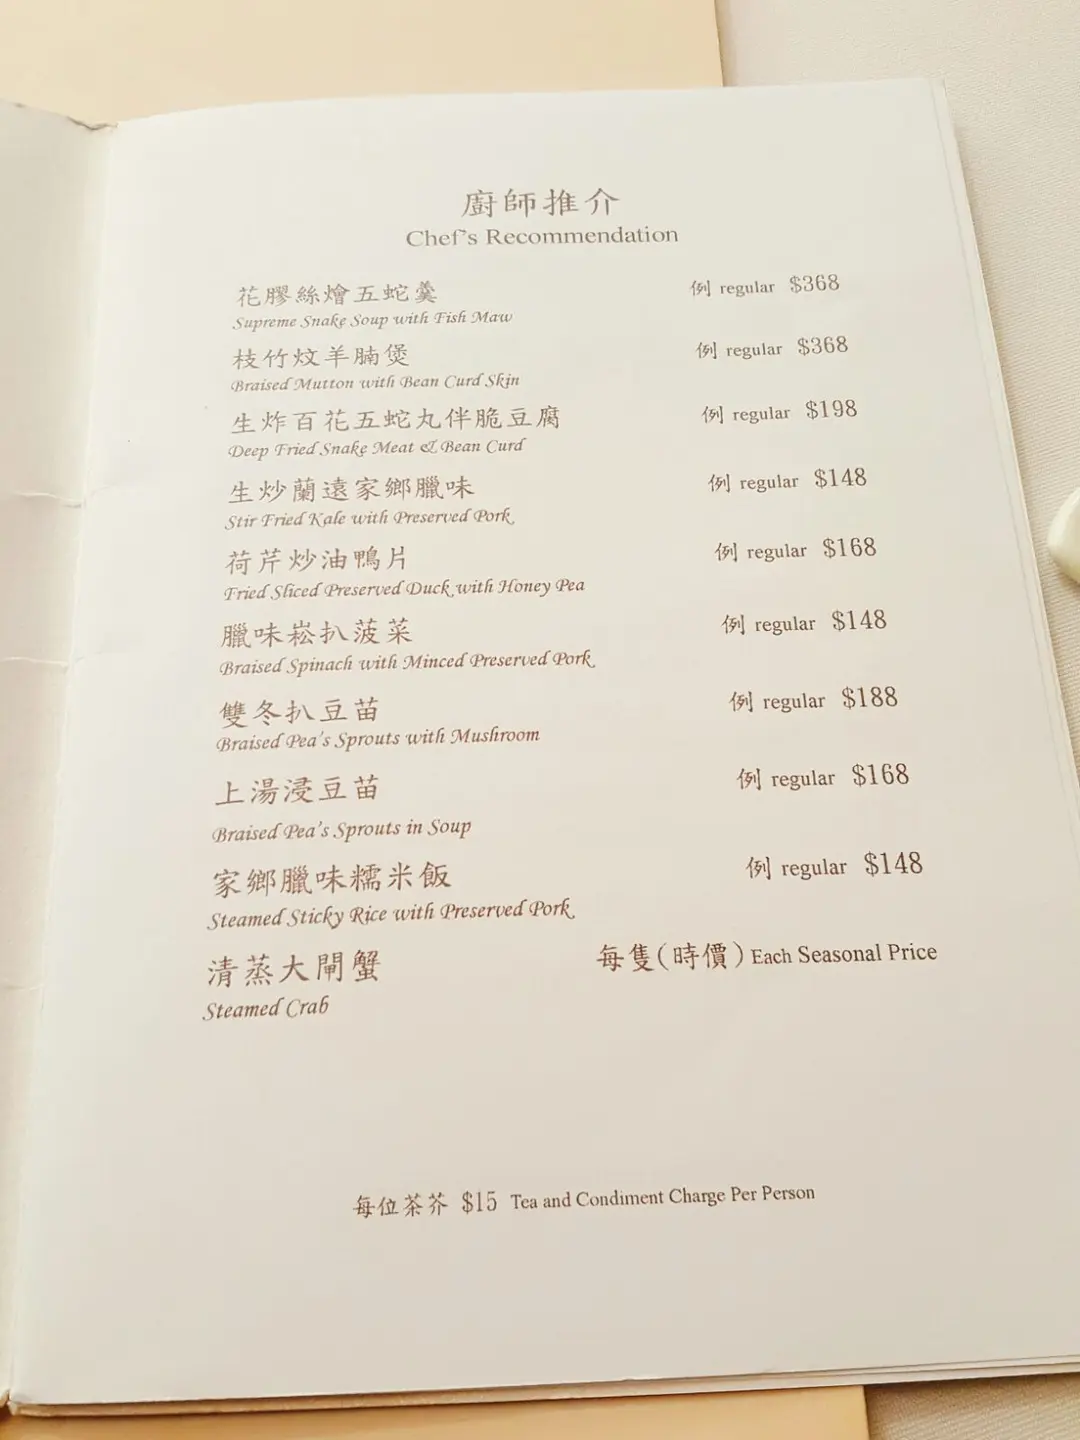 廚師推介
Chef's Recommendation
花膠絲燴五蛇羹 例 regular $368
Supreme Snake Soup with Fish Maw
枝竹炆羊腩煲 例 regular $368
Braised Mutton with Bean Curd Skin
生炸百花五蛇丸伴脆豆腐 例 regular $198
Deep Fried Snake Meat & Bean Curd
生炒蘭遠家鄉臘味 例 regular $148
Stir Fried Kale with Preserved Pork
荷芹炒油鴨片 例 regular $168
Fried Sliced Preserved Duck with Honey Pea
臘味崧扒菠菜 例 regular $148
Braised Spinach with Minced Preserved Pork
雙冬扒豆苗 例 regular $188
Braised Pea's Sprouts with Mushroom
上湯浸豆苗 例 regular $168
Braised Pea's Sprouts in Soup
家鄉臘味糯米飯 例 regular $148
Steamed Sticky Rice with Preserved Pork
清蒸大閘蟹 每隻(時價) Each Seasonal Price
Steamed Crab
每位茶芥 $15 Tea and Condiment Charge Per Person